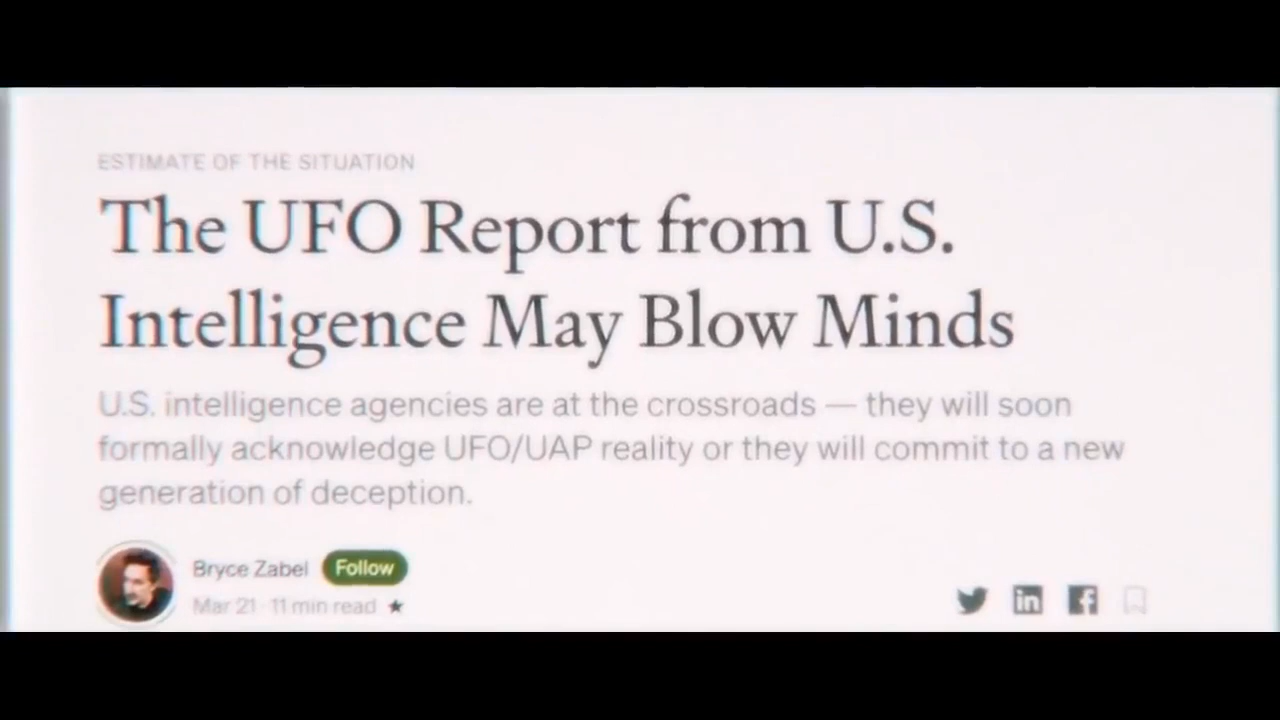 ESTIMATE OF THE SITUATION
The UFO Report from U.S.
Intelligence May Blow Minds
U.S. intelligence agencies are at the crossroads — they will soon
formally acknowledge UFO/UAP reality or they will commit to a new
generation of deception.
Bryce Zabel Follow
Mar 21 · 11 min read ★
in f